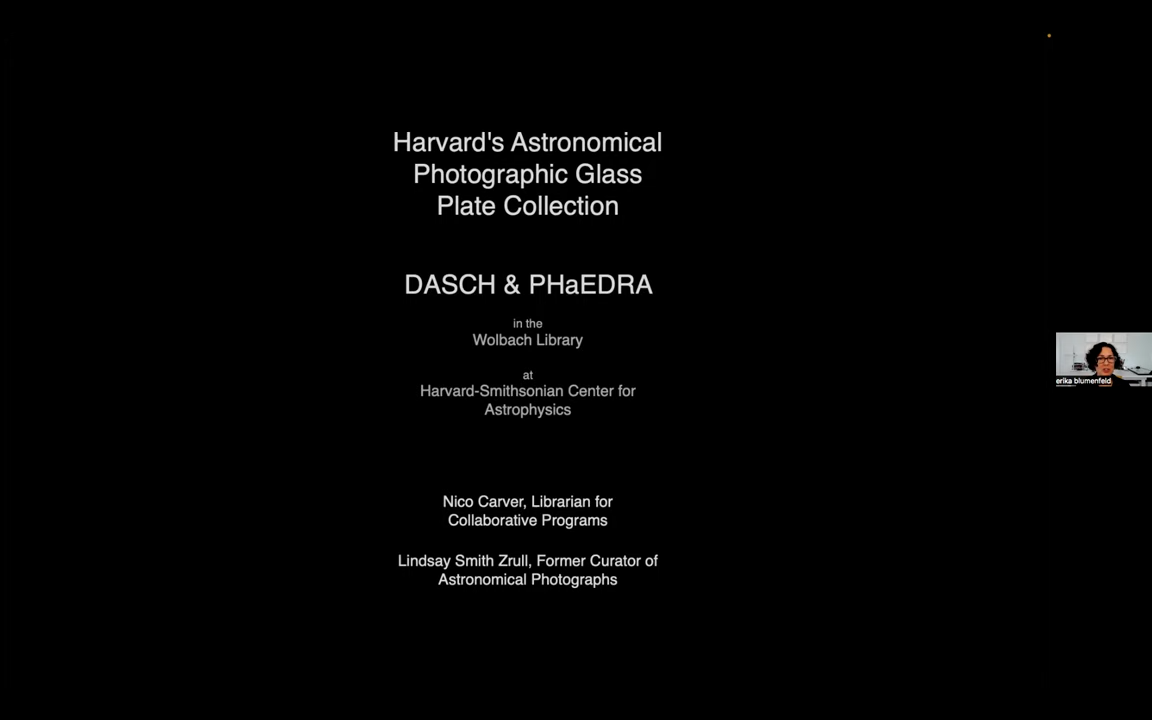 Harvard's Astronomical
Photographic Glass
Plate Collection
DASCH & PHaEDRA
in the
Wolbach Library
at
Harvard-Smithsonian Center for
Astrophysics
Nico Carver, Librarian for
Collaborative Programs
Lindsay Smith Zrull, Former Curator of
Astronomical Photographs
erika blumenfeld